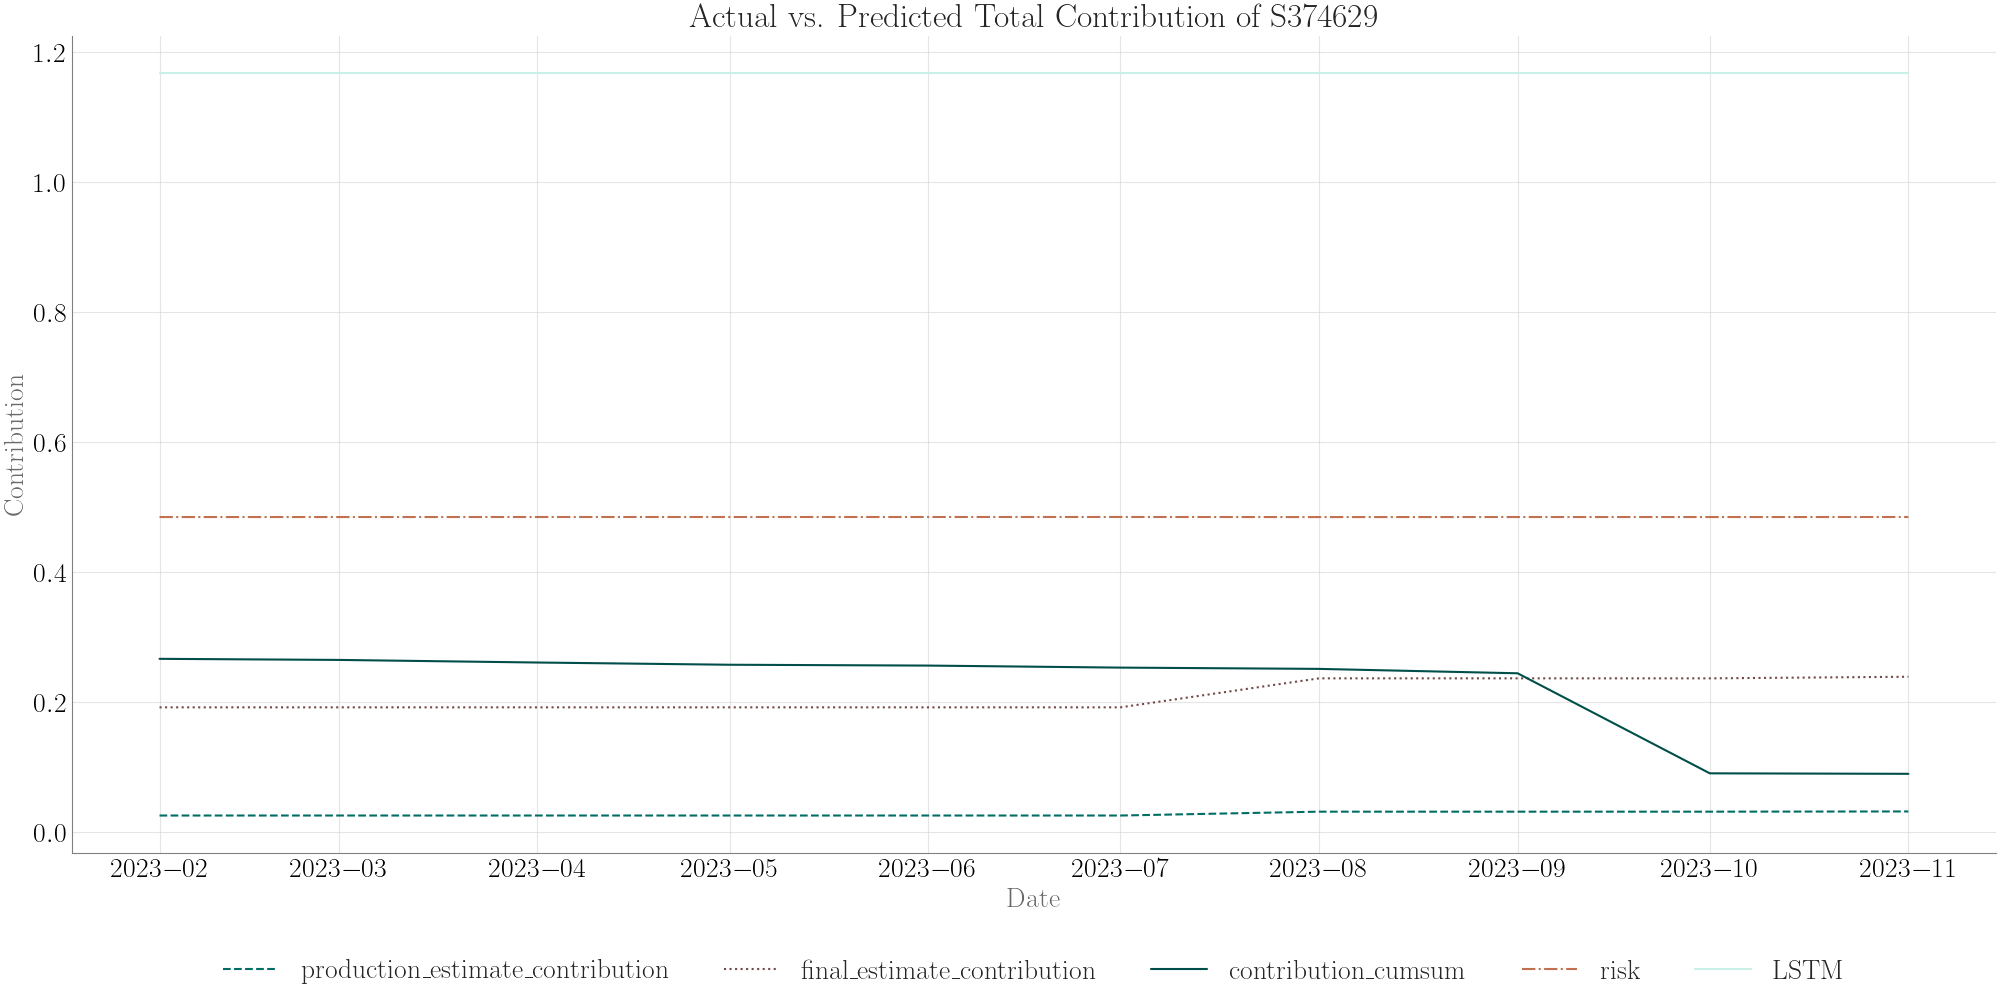 Actual vs. Predicted Total Contribution of S374629
1.2
1.0
0.8
0.6
0.4
0.2
0.0
Contribution
2023–02 2023–03 2023–04 2023–05 2023–06 2023–07 2023–08 2023–09 2023–10 2023–11
Date
production_estimate_contribution final_estimate_contribution contribution_cumsum risk LSTM